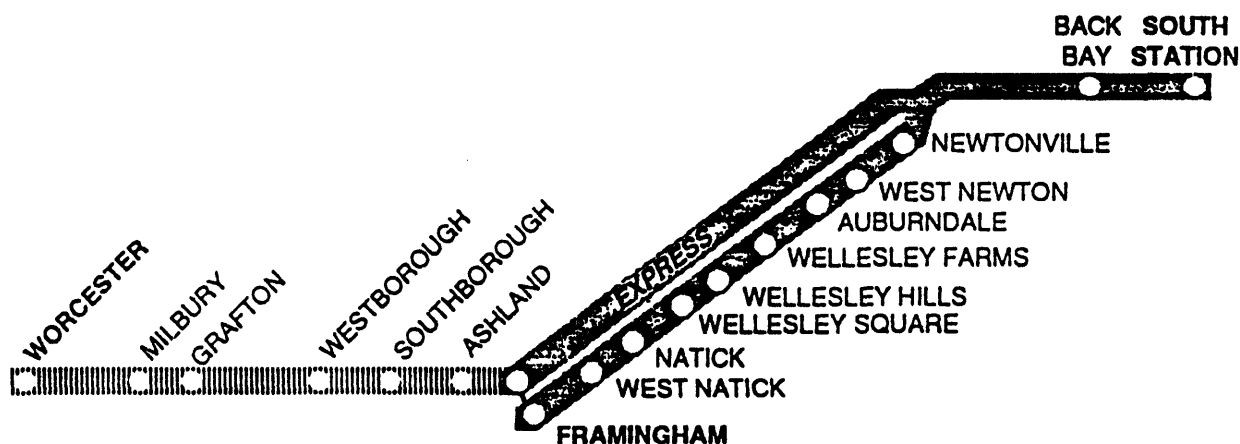 BACK SOUTH
BAY STATION
NEWTONVILLE
WEST NEWTON
AUBURNDALE
WELLESLEY FARMS
WELLESLEY HILLS
WELLESLEY SQUARE
NATICK
WEST NATICK
FRAMINGHAM
EXPRESS
ASHLAND
SOUTHBOROUGH
WESTBOROUGH
GRAFTON
MILBURY
WORCESTER